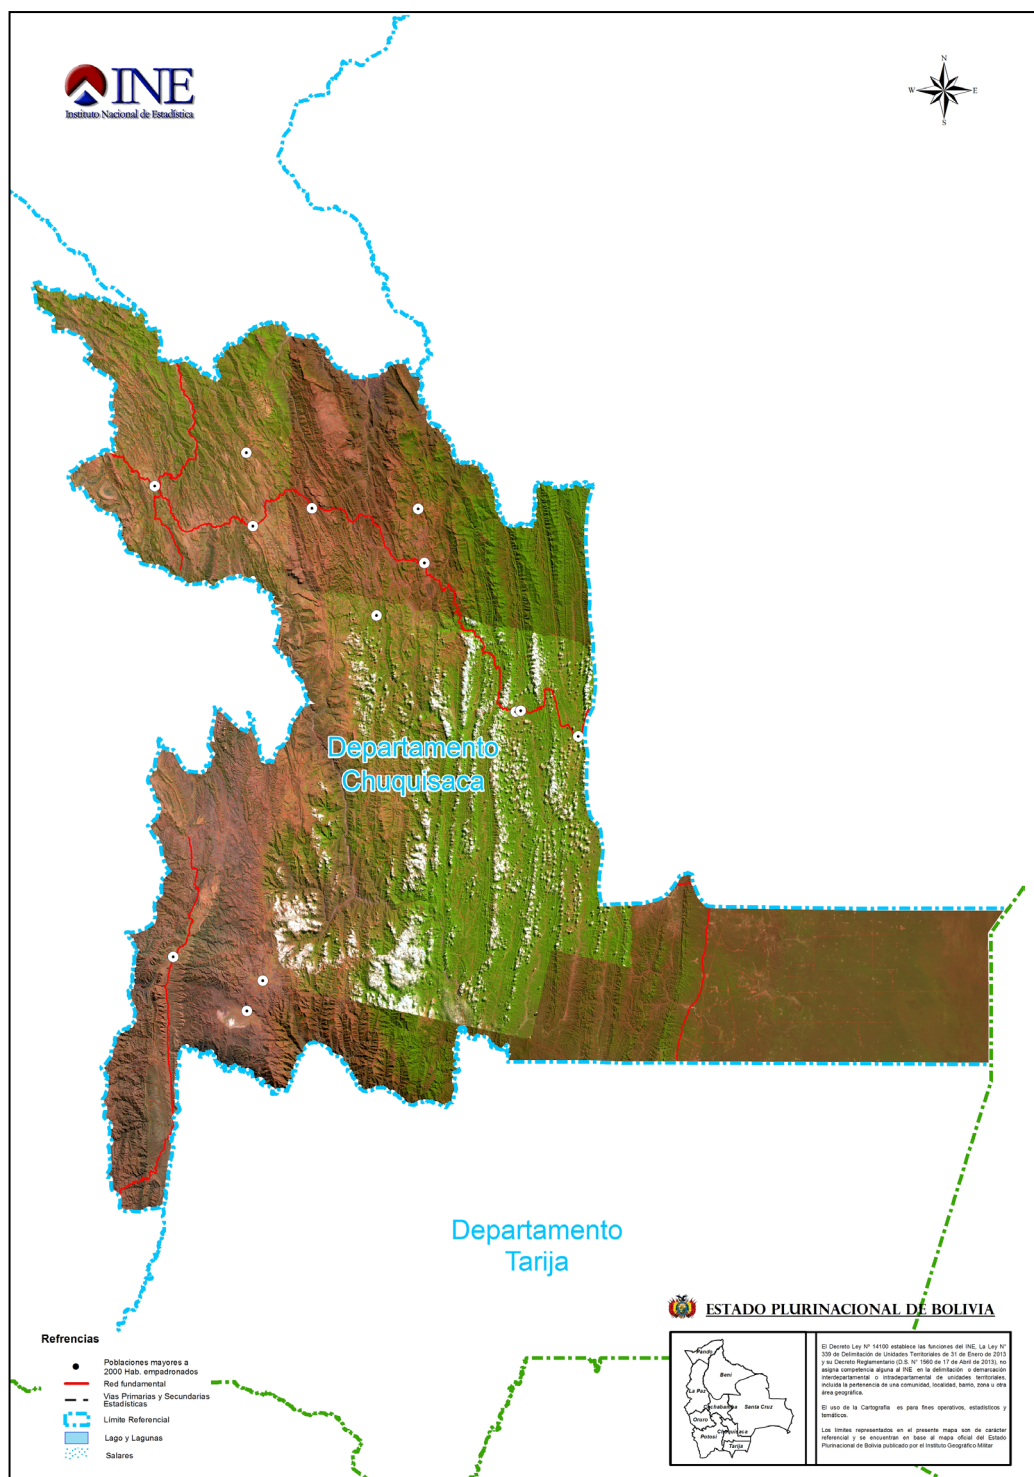 INE
Instituto Nacional de Estadística
N
W
E
S
Departamento
Chuquisaca
Departamento
Tarija
ESTADO PLURINACIONAL DE BOLIVIA
Refrencias
Poblaciones mayores a
2000 Hab. empadronados
Red fundamental
Vias Primarias y Secundarias
Estadísticas
Límite Referencial
Lago y Lagunas
Salares
Pando
Beni
La Paz
Cochabamba
Santa Cruz
Oruro
Chuquisaca
Potosí
Tarija
El Decreto Ley Nº 14100 establece las funciones del INE, La Ley N°
339 de Delimitación de Unidades Territoriales de 31 de Enero de 2013
y su Decreto Reglamentario (D.S. N° 1560 de 17 de Abril de 2013), no
asigna competencia alguna al INE en la delimitación o demarcación
interdepartamental o intradepartamental de unidades territoriales,
incluida la pertenencia de una comunidad, localidad, barrio, zona u otra
área geográfica.
El uso de la Cartografía es para fines operativos, estadísticos y
temáticos.
Los límites representados en el presente mapa son de carácter
referencial y se encuentran en base al mapa oficial del Estado
Plurinacional de Bolivia publicado por el Instituto Geográfico Militar